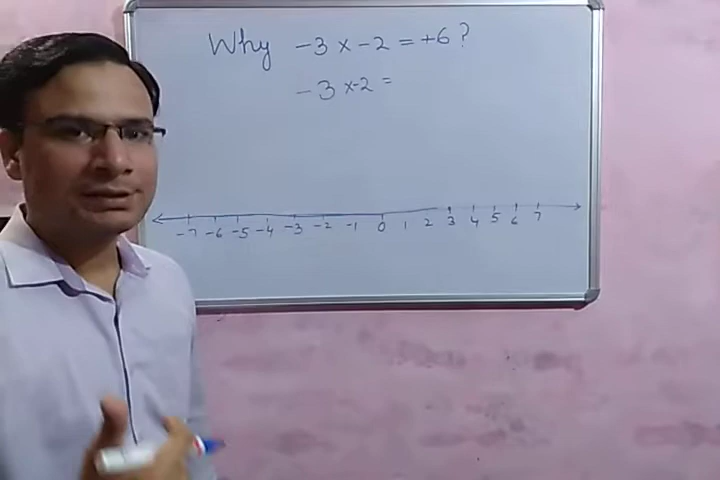 Why -3 x -2 = +6?
-3 x-2 =
-7 -6 -5 -4 -3 -2 -1 0 1 2 3 4 5 6 7